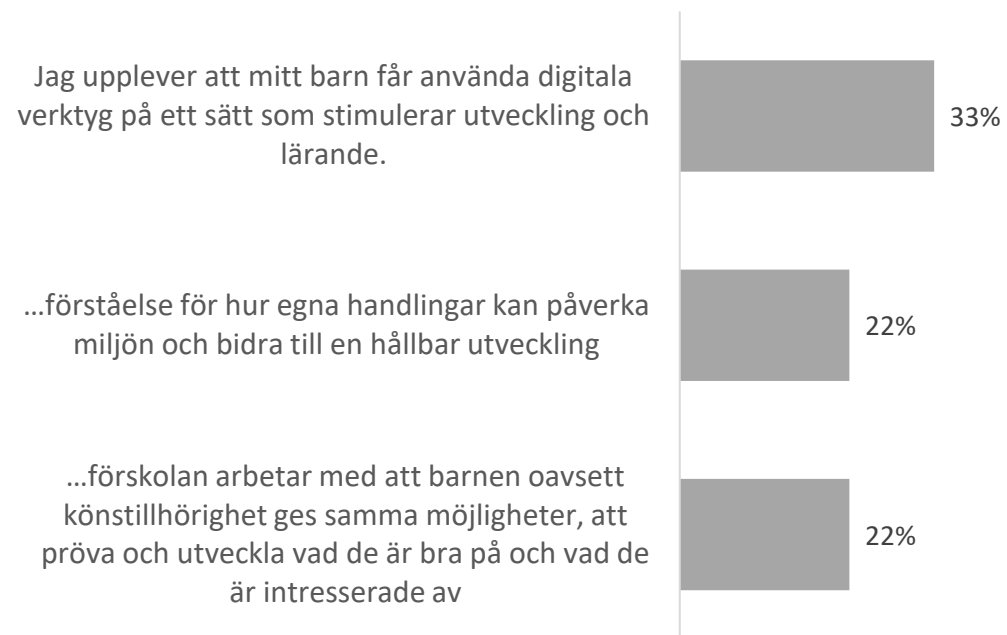 Jag upplever att mitt barn får använda digitala
verktyg på ett sätt som stimulerar utveckling och
lärande.
33%
...förståelse för hur egna handlingar kan påverka
miljön och bidra till en hållbar utveckling
22%
...förskolan arbetar med att barnen oavsett
könstillhörighet ges samma möjligheter, att
pröva och utveckla vad de är bra på och vad de
är intresserade av
22%